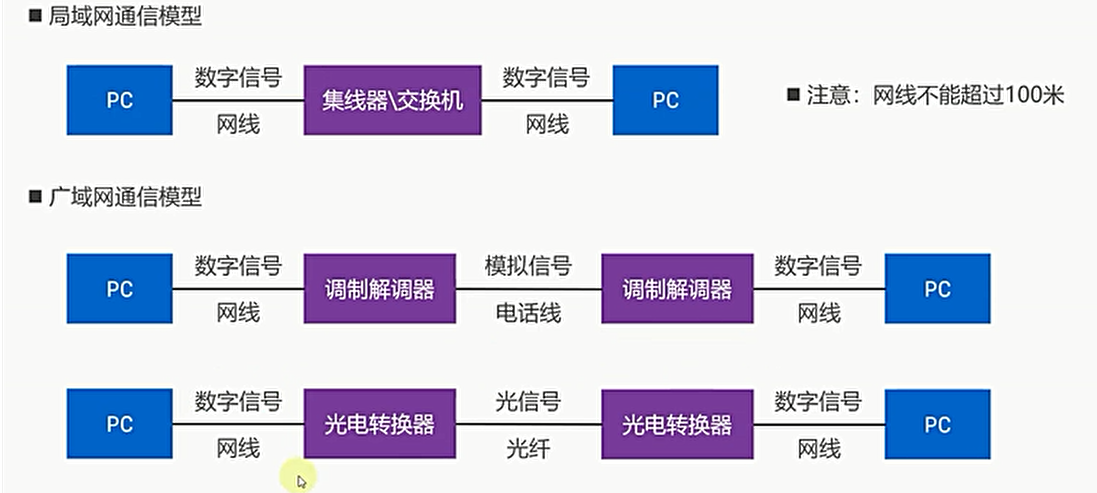 ■ 局域网通信模型
PC 数字信号 网线 集线器\交换机 数字信号 网线 PC
■ 注意：网线不能超过100米
■ 广域网通信模型
PC 数字信号 网线 调制解调器 模拟信号 电话线 调制解调器 数字信号 网线 PC
PC 数字信号 网线 光电转换器 光信号 光纤 光电转换器 数字信号 网线 PC